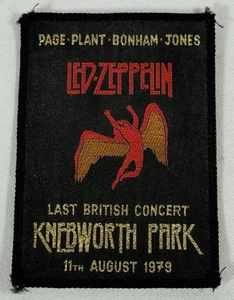 PAGE · PLANT · BONHAM · JONES
LED-ZEPPELIN
LAST BRITISH CONCERT
KNEBWORTH PARK
11TH AUGUST 1979